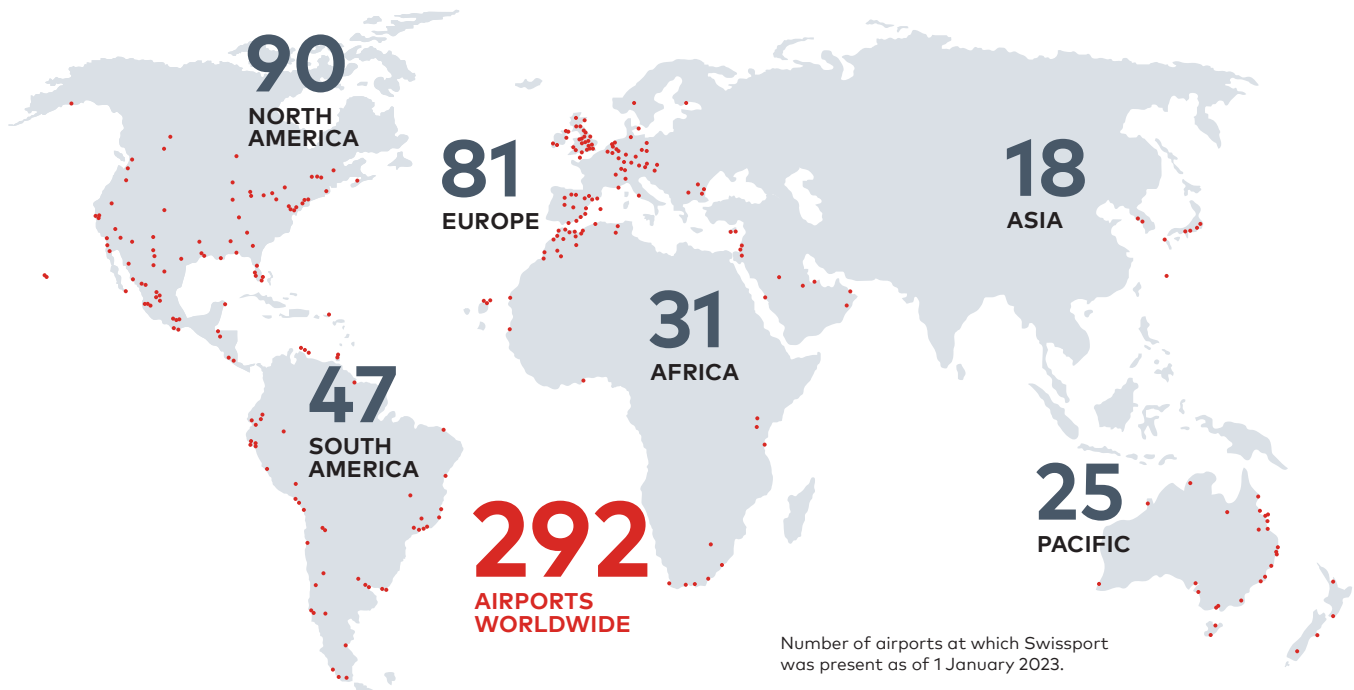 90
NORTH
AMERICA
81
EUROPE
18
ASIA
31
AFRICA
47
SOUTH
AMERICA
25
PACIFIC
292
AIRPORTS
WORLDWIDE
Number of airports at which Swissport
was present as of 1 January 2023.